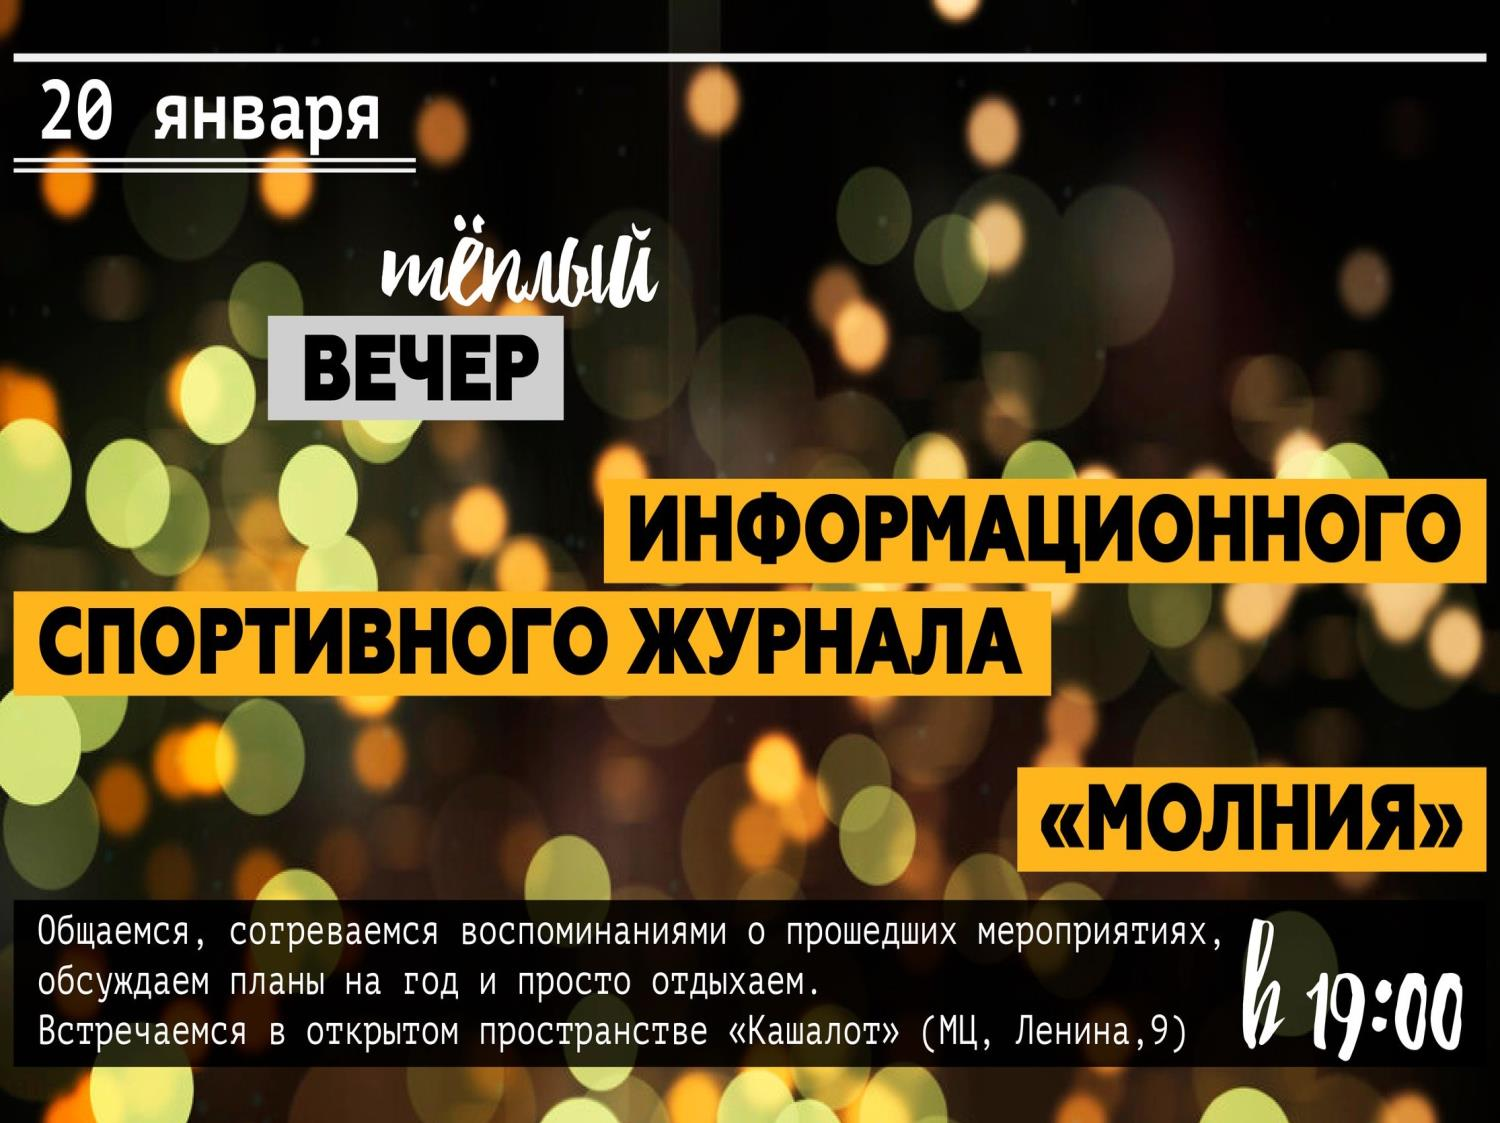 20 января
тёплый
ВЕЧЕР
ИНФОРМАЦИОННОГО
СПОРТИВНОГО ЖУРНАЛА
«МОЛНИЯ»
Общаемся, согреваемся воспоминаниями о прошедших мероприятиях,
обсуждаем планы на год и просто отдыхаем.
Встречаемся в открытом пространстве «Кашалот» (МЦ, Ленина,9)
в 19:00